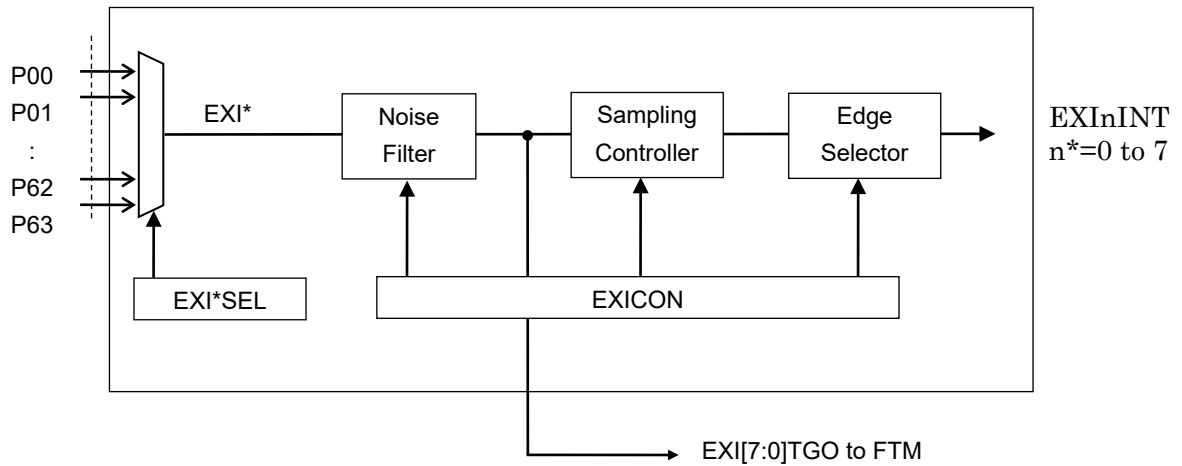 P00
P01
:
P62
P63
EXI*
Noise
Filter
Sampling
Controller
Edge
Selector
EXInINT
n*=0 to 7
EXI*SEL
EXICON
EXI[7:0]TGO to FTM